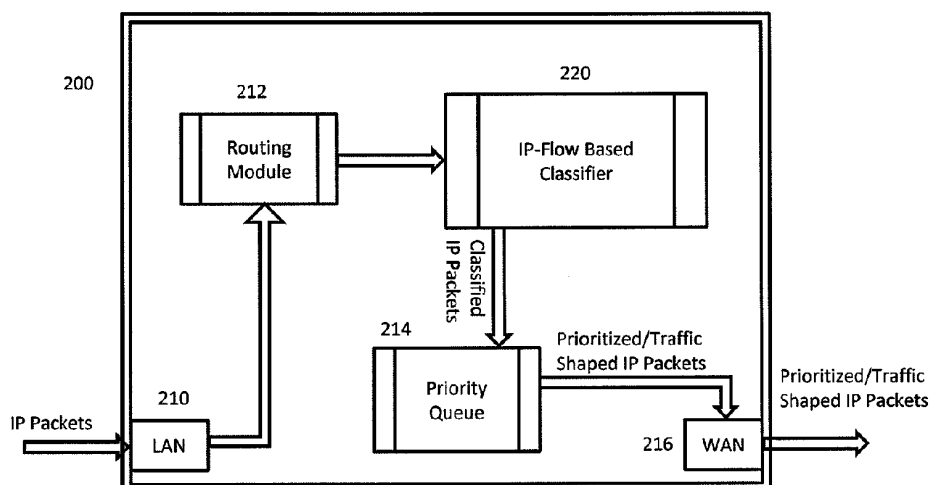 200
212
Routing
Module
220
IP-Flow Based
Classifier
Classified
IP Packets
214
Priority
Queue
Prioritized/Traffic
Shaped IP Packets
Prioritized/Traffic
Shaped IP Packets
IP Packets
210
LAN
216
WAN